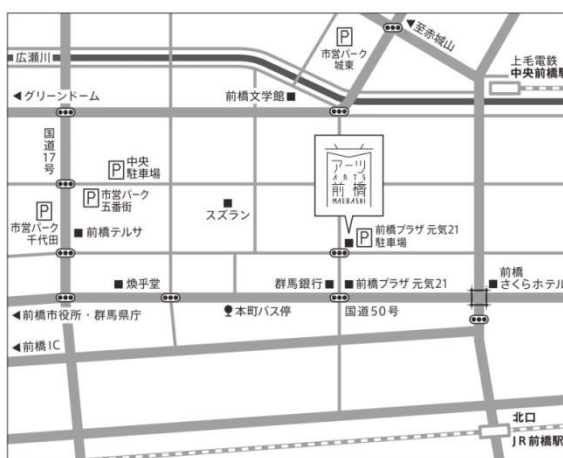 ◀至赤城山
P
市営パーク
城東
広瀬川
上毛電鉄
中央前橋駅
◀グリーンドーム
前橋文学館■
国道17号
P 中央
駐車場
アーツ
ARTS
前橋
MAEBASHI
P 市営パーク
五番街
P
市営パーク
千代田
■
スズラン
■前橋テルサ
■P 前橋プラザ 元気21
駐車場
■煥乎堂
群馬銀行■
■前橋プラザ 元気21
前橋
■さくらホテル
◀前橋市役所・群馬県庁
本町バス停
国道50号
◀前橋IC
北口
JR前橋駅